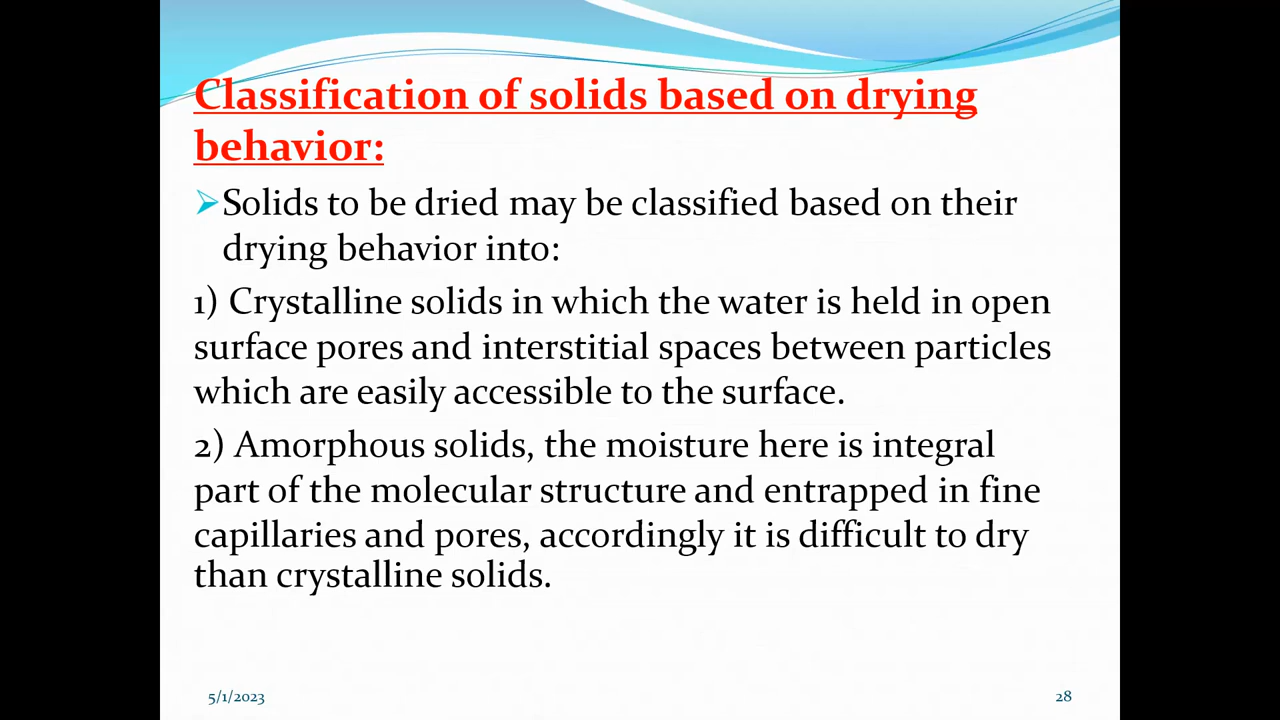 Classification of solids based on drying
behavior:
Solids to be dried may be classified based on their
drying behavior into:
1) Crystalline solids in which the water is held in open
surface pores and interstitial spaces between particles
which are easily accessible to the surface.
2) Amorphous solids, the moisture here is integral
part of the molecular structure and entrapped in fine
capillaries and pores, accordingly it is difficult to dry
than crystalline solids.
5/1/2023
28